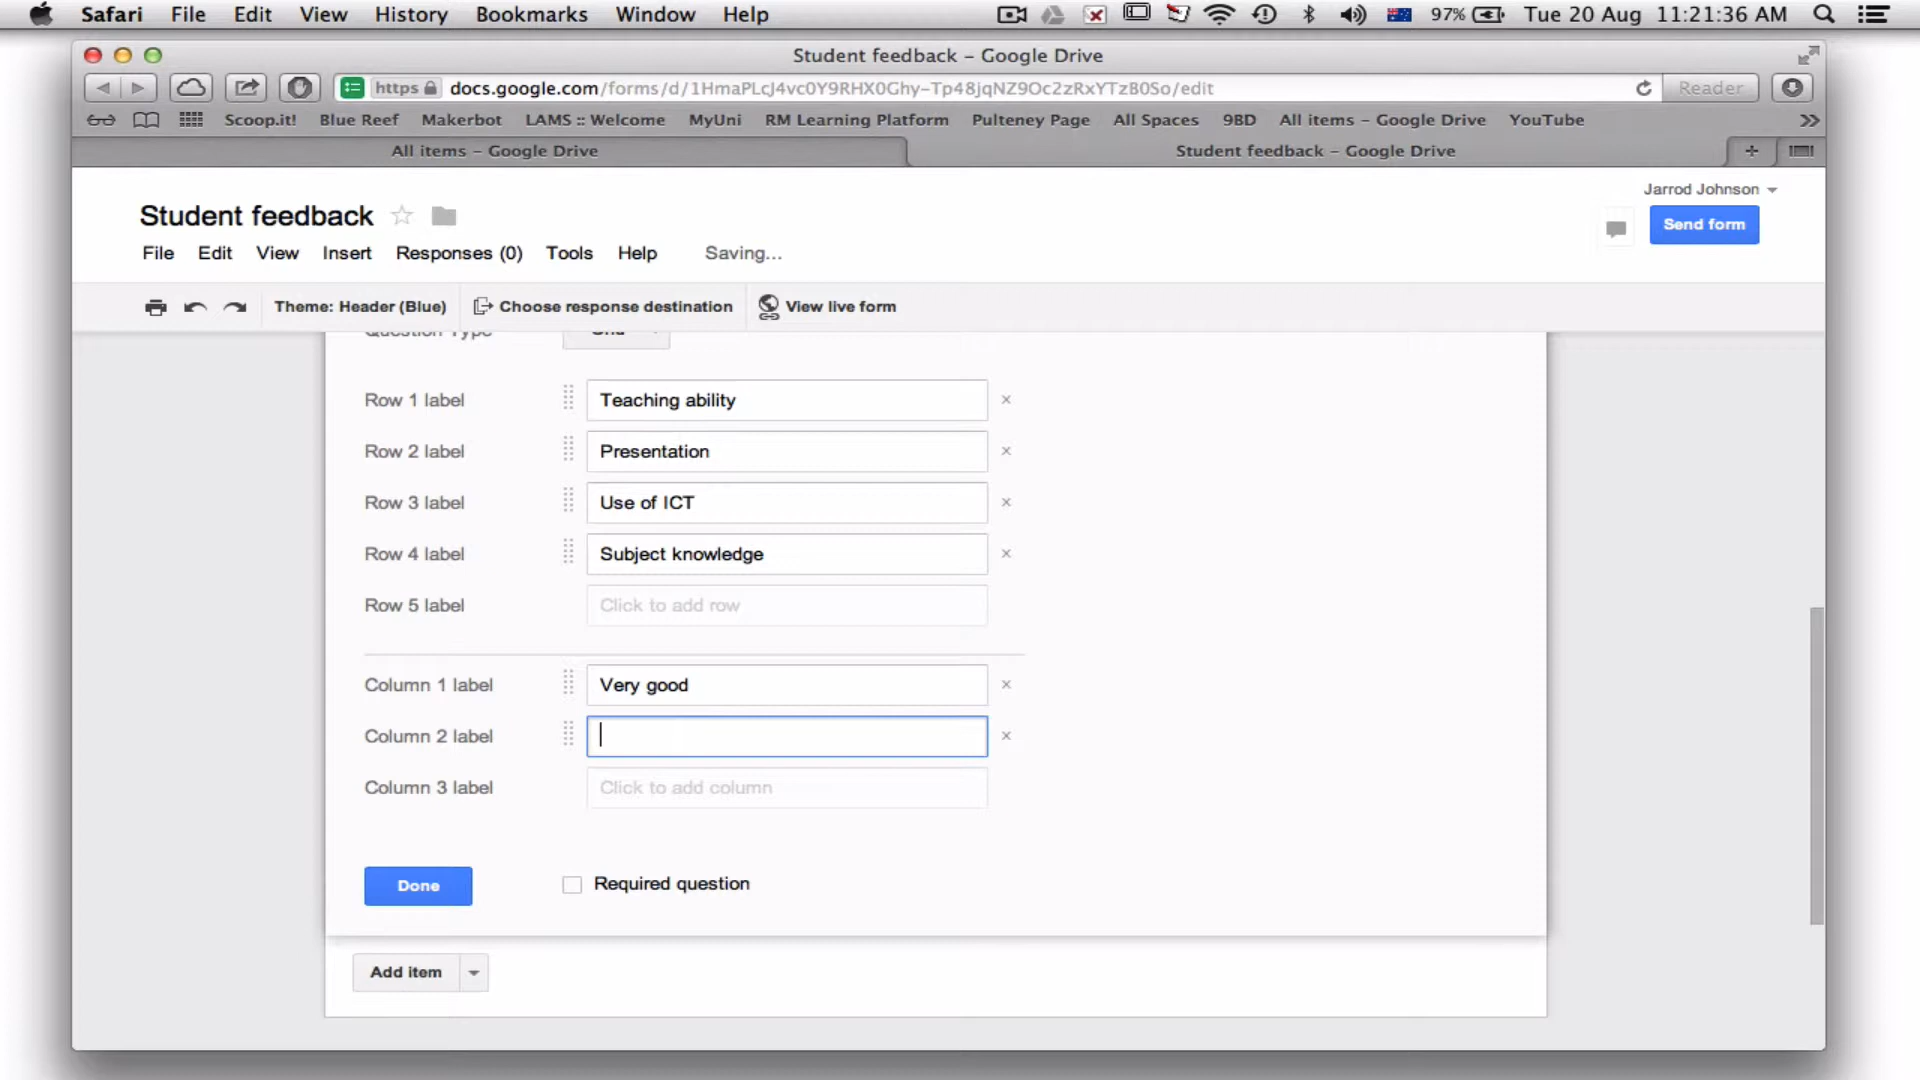 Safari File Edit View History Bookmarks Window Help 97% Tue 20 Aug 11:21:36 AM
Student feedback – Google Drive
https docs.google.com/forms/d/1HmaPLcJ4vc0Y9RHX0Ghy-Tp48jqNZ9Oc2zRxYTzB0So/edit Reader
Scoop.it! Blue Reef Makerbot LAMS :: Welcome MyUni RM Learning Platform Pulteney Page All Spaces 9BD All items – Google Drive YouTube
All items – Google Drive Student feedback – Google Drive
Jarrod Johnson
Student feedback Send form
File Edit View Insert Responses (0) Tools Help Saving...
Theme: Header (Blue) Choose response destination View live form
Question Type Grid
Row 1 label Teaching ability
Row 2 label Presentation
Row 3 label Use of ICT
Row 4 label Subject knowledge
Row 5 label Click to add row
Column 1 label Very good
Column 2 label
Column 3 label Click to add column
Done Required question
Add item